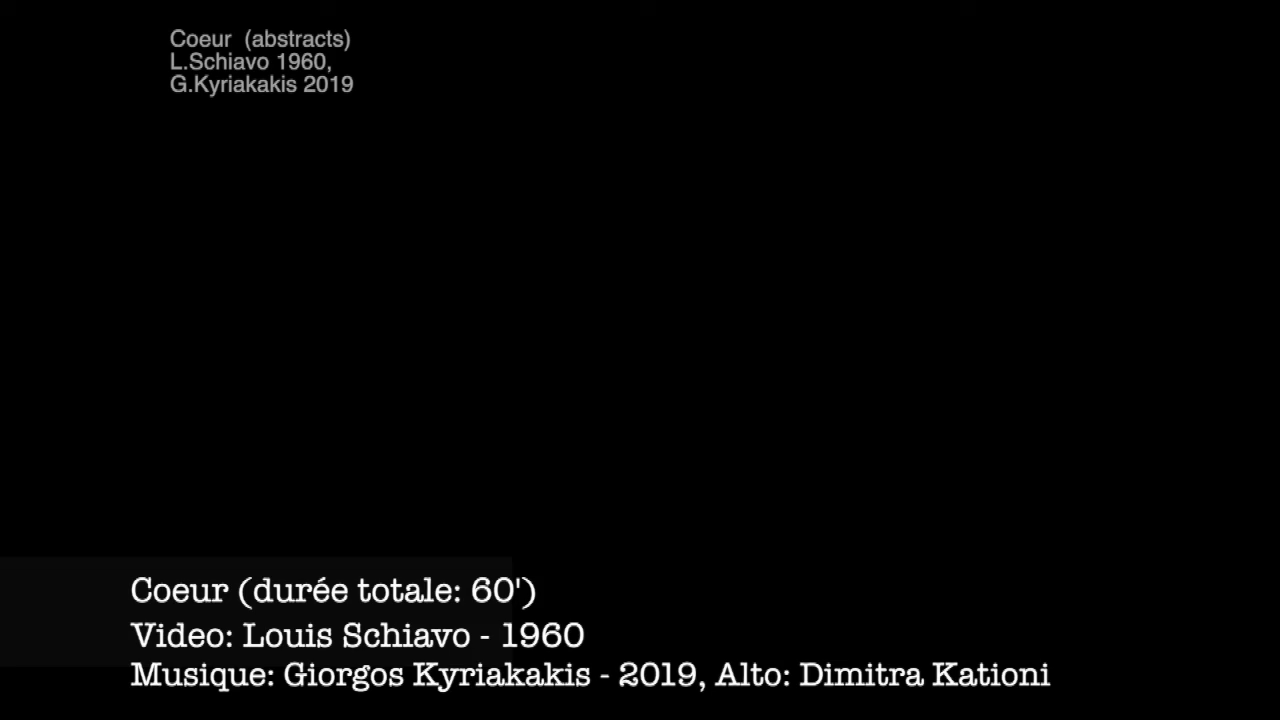 Coeur (abstracts)
L.Schiavo 1960,
G.Kyriakakis 2019
Coeur (durée totale: 60')
Video: Louis Schiavo - 1960
Musique: Giorgos Kyriakakis - 2019, Alto: Dimitra Kationi